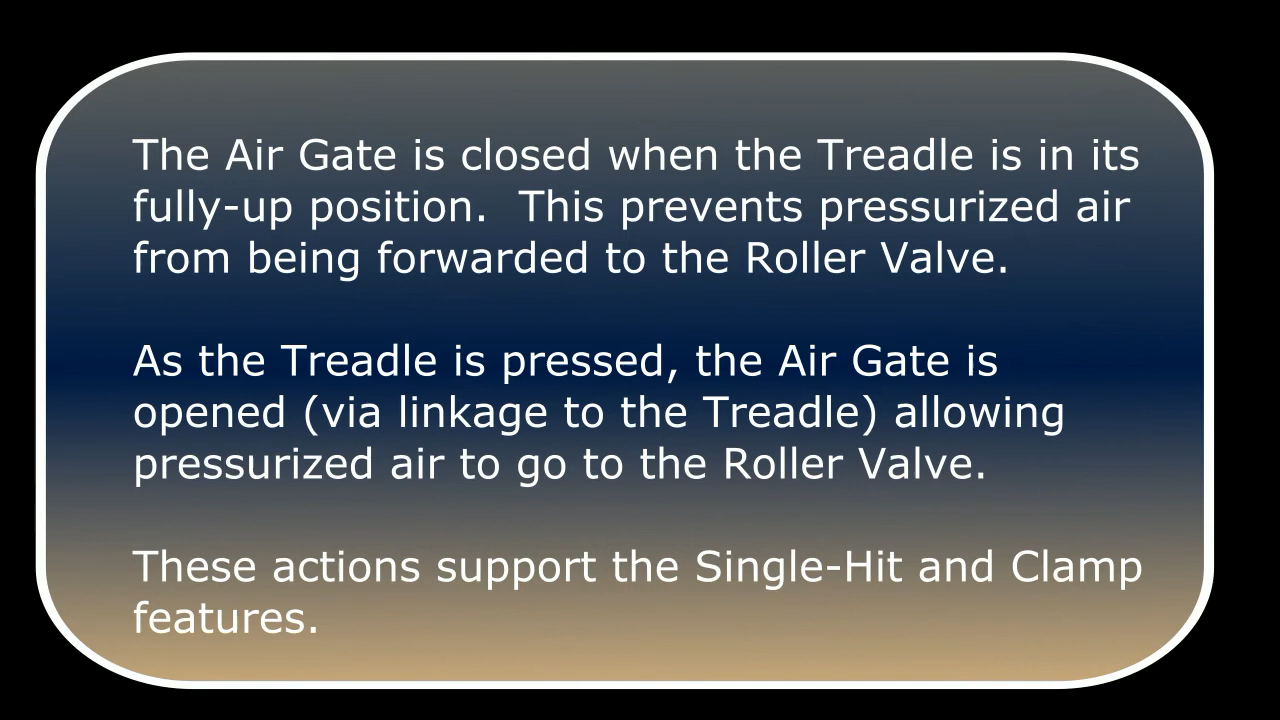 The Air Gate is closed when the Treadle is in its
fully-up position.  This prevents pressurized air
from being forwarded to the Roller Valve.
As the Treadle is pressed, the Air Gate is
opened (via linkage to the Treadle) allowing
pressurized air to go to the Roller Valve.
These actions support the Single-Hit and Clamp
features.